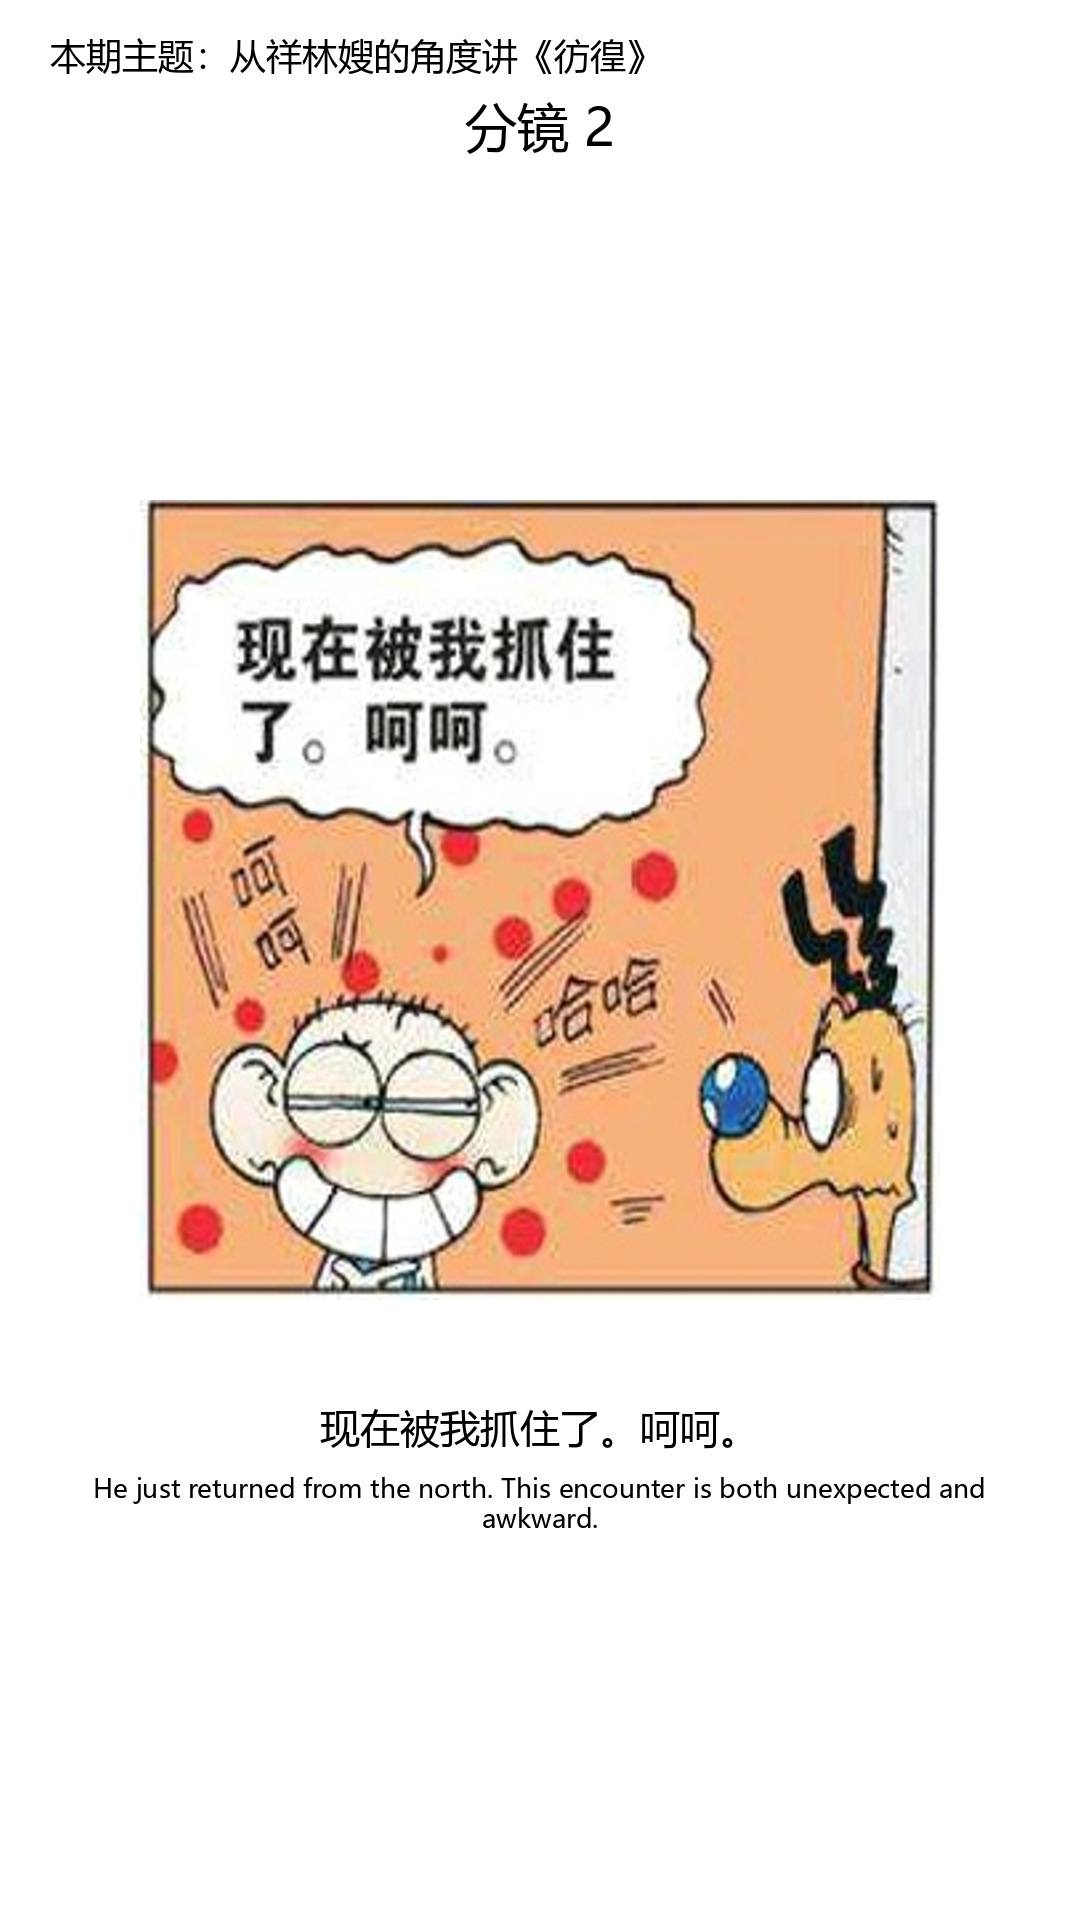 本期主题：从祥林嫂的角度讲《彷徨》
分镜 2
现在被我抓住
了。呵呵。
呵
呵
哈哈
现在被我抓住了。呵呵。
He just returned from the north. This encounter is both unexpected and
awkward.